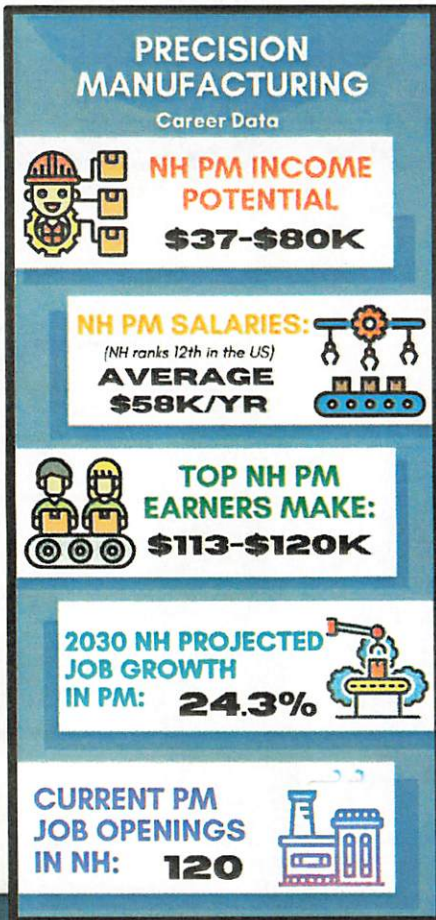 PRECISION
MANUFACTURING
Career Data
NH PM INCOME
POTENTIAL
$37-$80K
NH PM SALARIES:
(NH ranks 12th in the US)
AVERAGE
$58K/YR
TOP NH PM
EARNERS MAKE:
$113-$120K
2030 NH PROJECTED
JOB GROWTH
IN PM: 24.3%
CURRENT PM
JOB OPENINGS
IN NH: 120